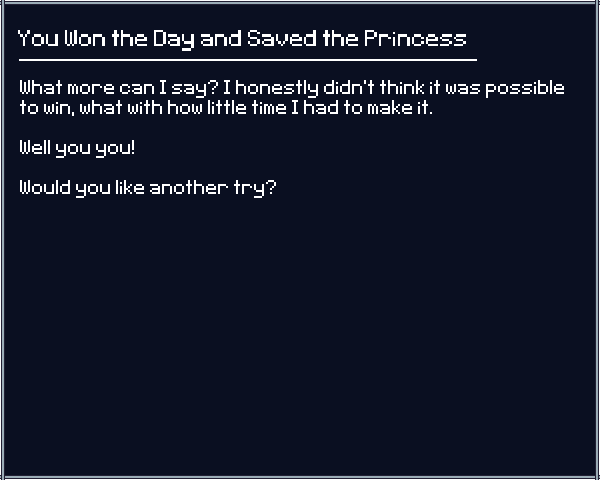 You Won the Day and Saved the Princess
What more can I say? I honestly didn't think it was possible
to win, what with how little time I had to make it.
Well you you!
Would you like another try?